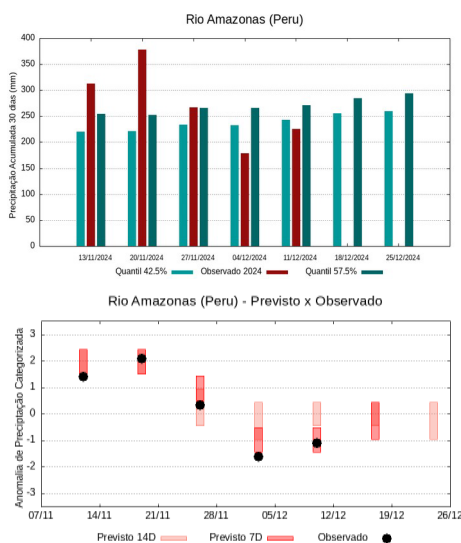 Rio Amazonas (Peru)
Precipitação Acumulada 30 dias (mm)
400
350
300
250
200
150
100
50
0
13/11/2024 20/11/2024 27/11/2024 04/12/2024 11/12/2024 18/12/2024 25/12/2024
Quantil 42.5% Observado 2024 Quantil 57.5%
Rio Amazonas (Peru) - Previsto x Observado
Anomalia de Precipitação Categorizada
3
2
1
0
-1
-2
-3
07/11 14/11 21/11 28/11 05/12 12/12 19/12 26/12
Previsto 14D Previsto 7D Observado